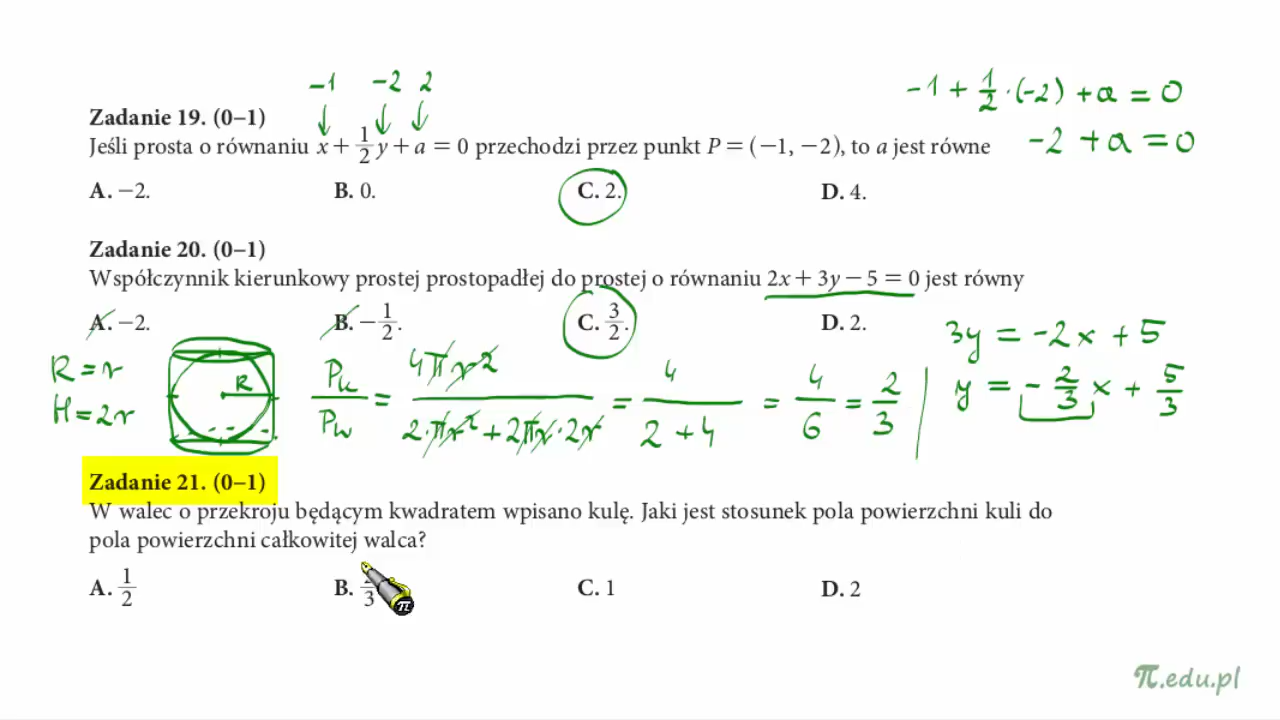 -1 -2 2
-1 + 1/2 · (-2) + a = 0
Zadanie 19. (0–1)
Jeśli prosta o równaniu x + 1/2 y + a = 0 przechodzi przez punkt P = (−1, −2), to a jest równe
-2 + a = 0
A. −2. B. 0. C. 2. D. 4.
Zadanie 20. (0–1)
Współczynnik kierunkowy prostej prostopadłej do prostej o równaniu 2x + 3y − 5 = 0 jest równy
A. −2. B. −1/2. C. 3/2. D. 2.
3y = -2x + 5
y = -2/3 x + 5/3
R = r
H = 2r
R
Pk/Pw = 4πr²/(2·πr² + 2πr·2r) = 4/(2+4) = 4/6 = 2/3
Zadanie 21. (0–1)
W walec o przekroju będącym kwadratem wpisano kulę. Jaki jest stosunek pola powierzchni kuli do
pola powierzchni całkowitej walca?
A. 1/2 B. 2/3 C. 1 D. 2
π
π.edu.pl